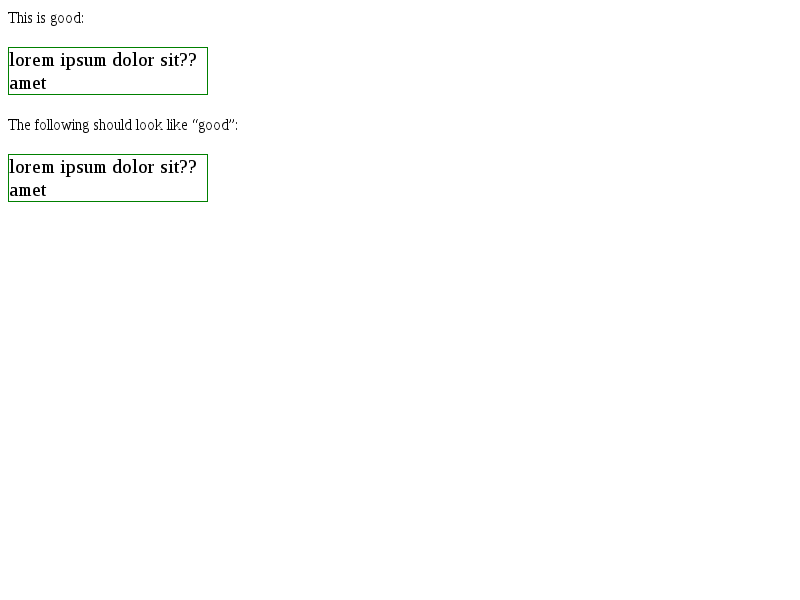 This is good:
lorem ipsum dolor sit??
amet
The following should look like “good”:
lorem ipsum dolor sit??
amet